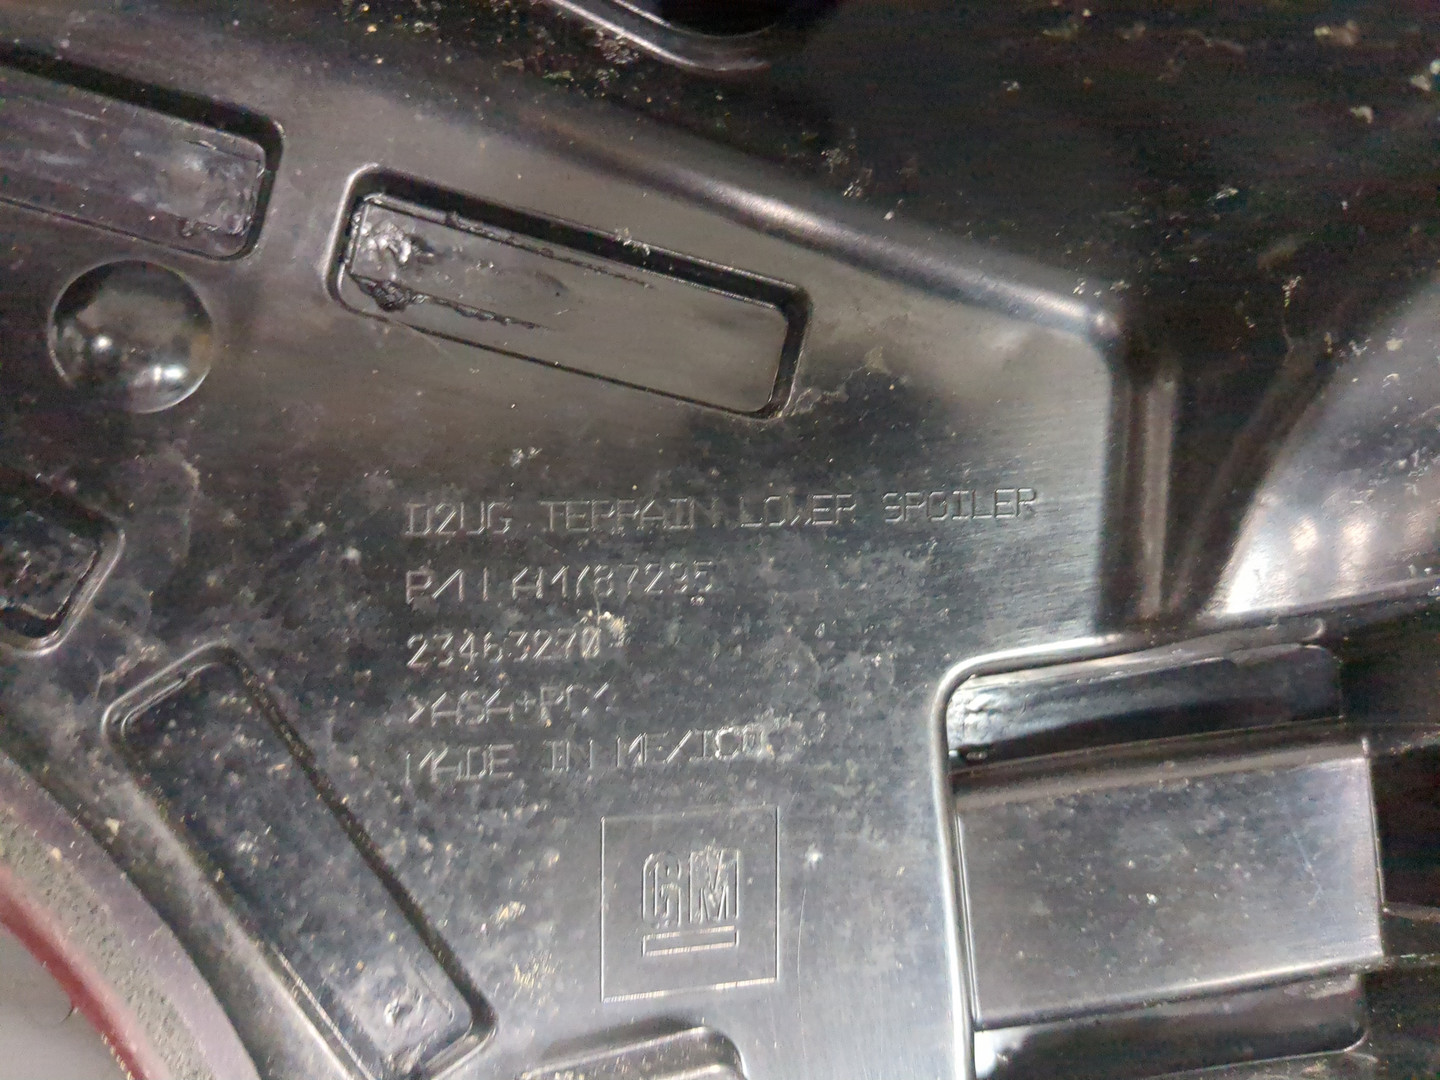 D2UG TERRAIN LOWER SPOILER
23463270
>ASA+PC<
MADE IN MEXICO
GM